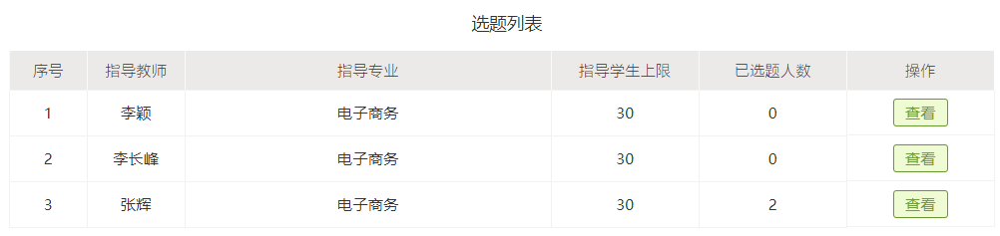 选题列表
序号 指导教师 指导专业 指导学生上限 已选题人数 操作
1 李颖 电子商务 30 0 查看
2 李长峰 电子商务 30 0 查看
3 张辉 电子商务 30 2 查看